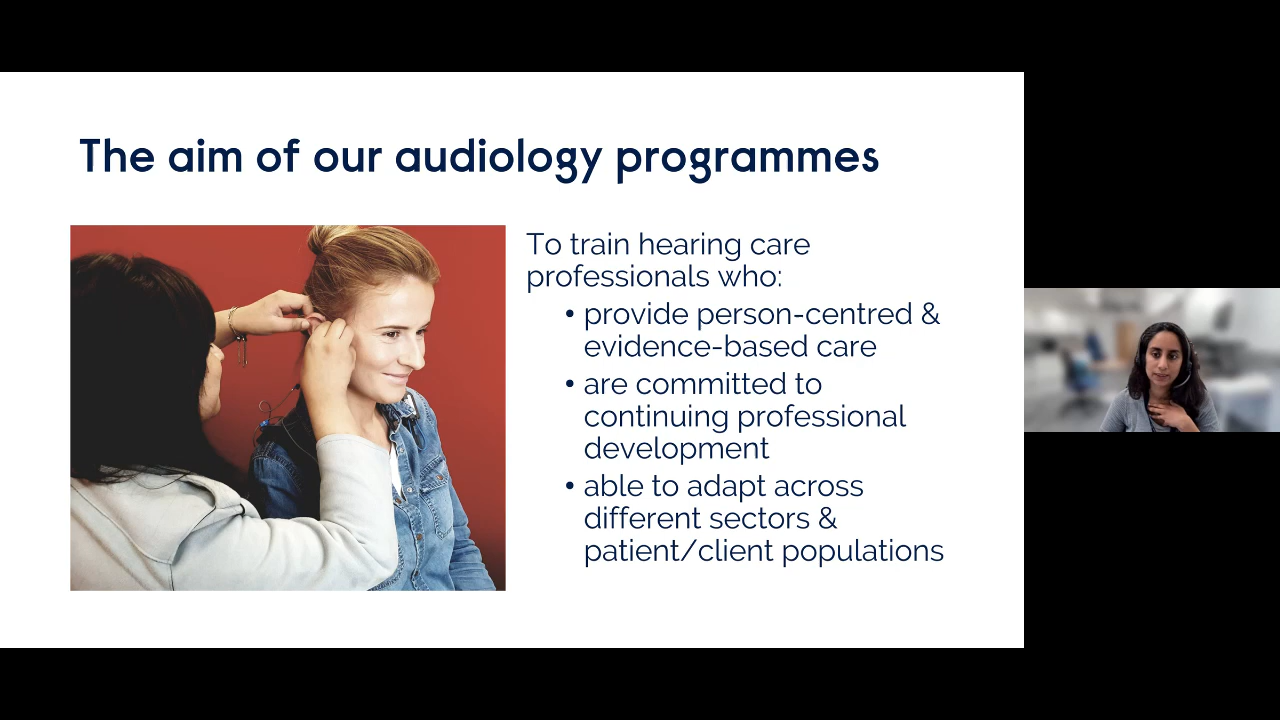 The aim of our audiology programmes
To train hearing care
professionals who:
• provide person-centred &
evidence-based care
• are committed to
continuing professional
development
• able to adapt across
different sectors &
patient/client populations